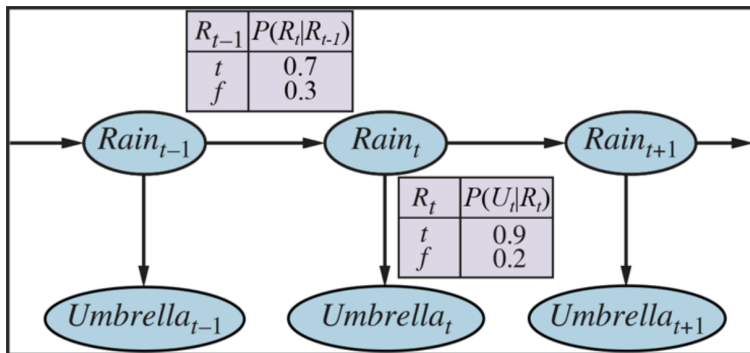 R_{t−1} P(R_t|R_{t-1})
t 0.7
f 0.3
Rain_{t−1} Rain_t Rain_{t+1}
R_t P(U_t|R_t)
t 0.9
f 0.2
Umbrella_{t−1} Umbrella_t Umbrella_{t+1}